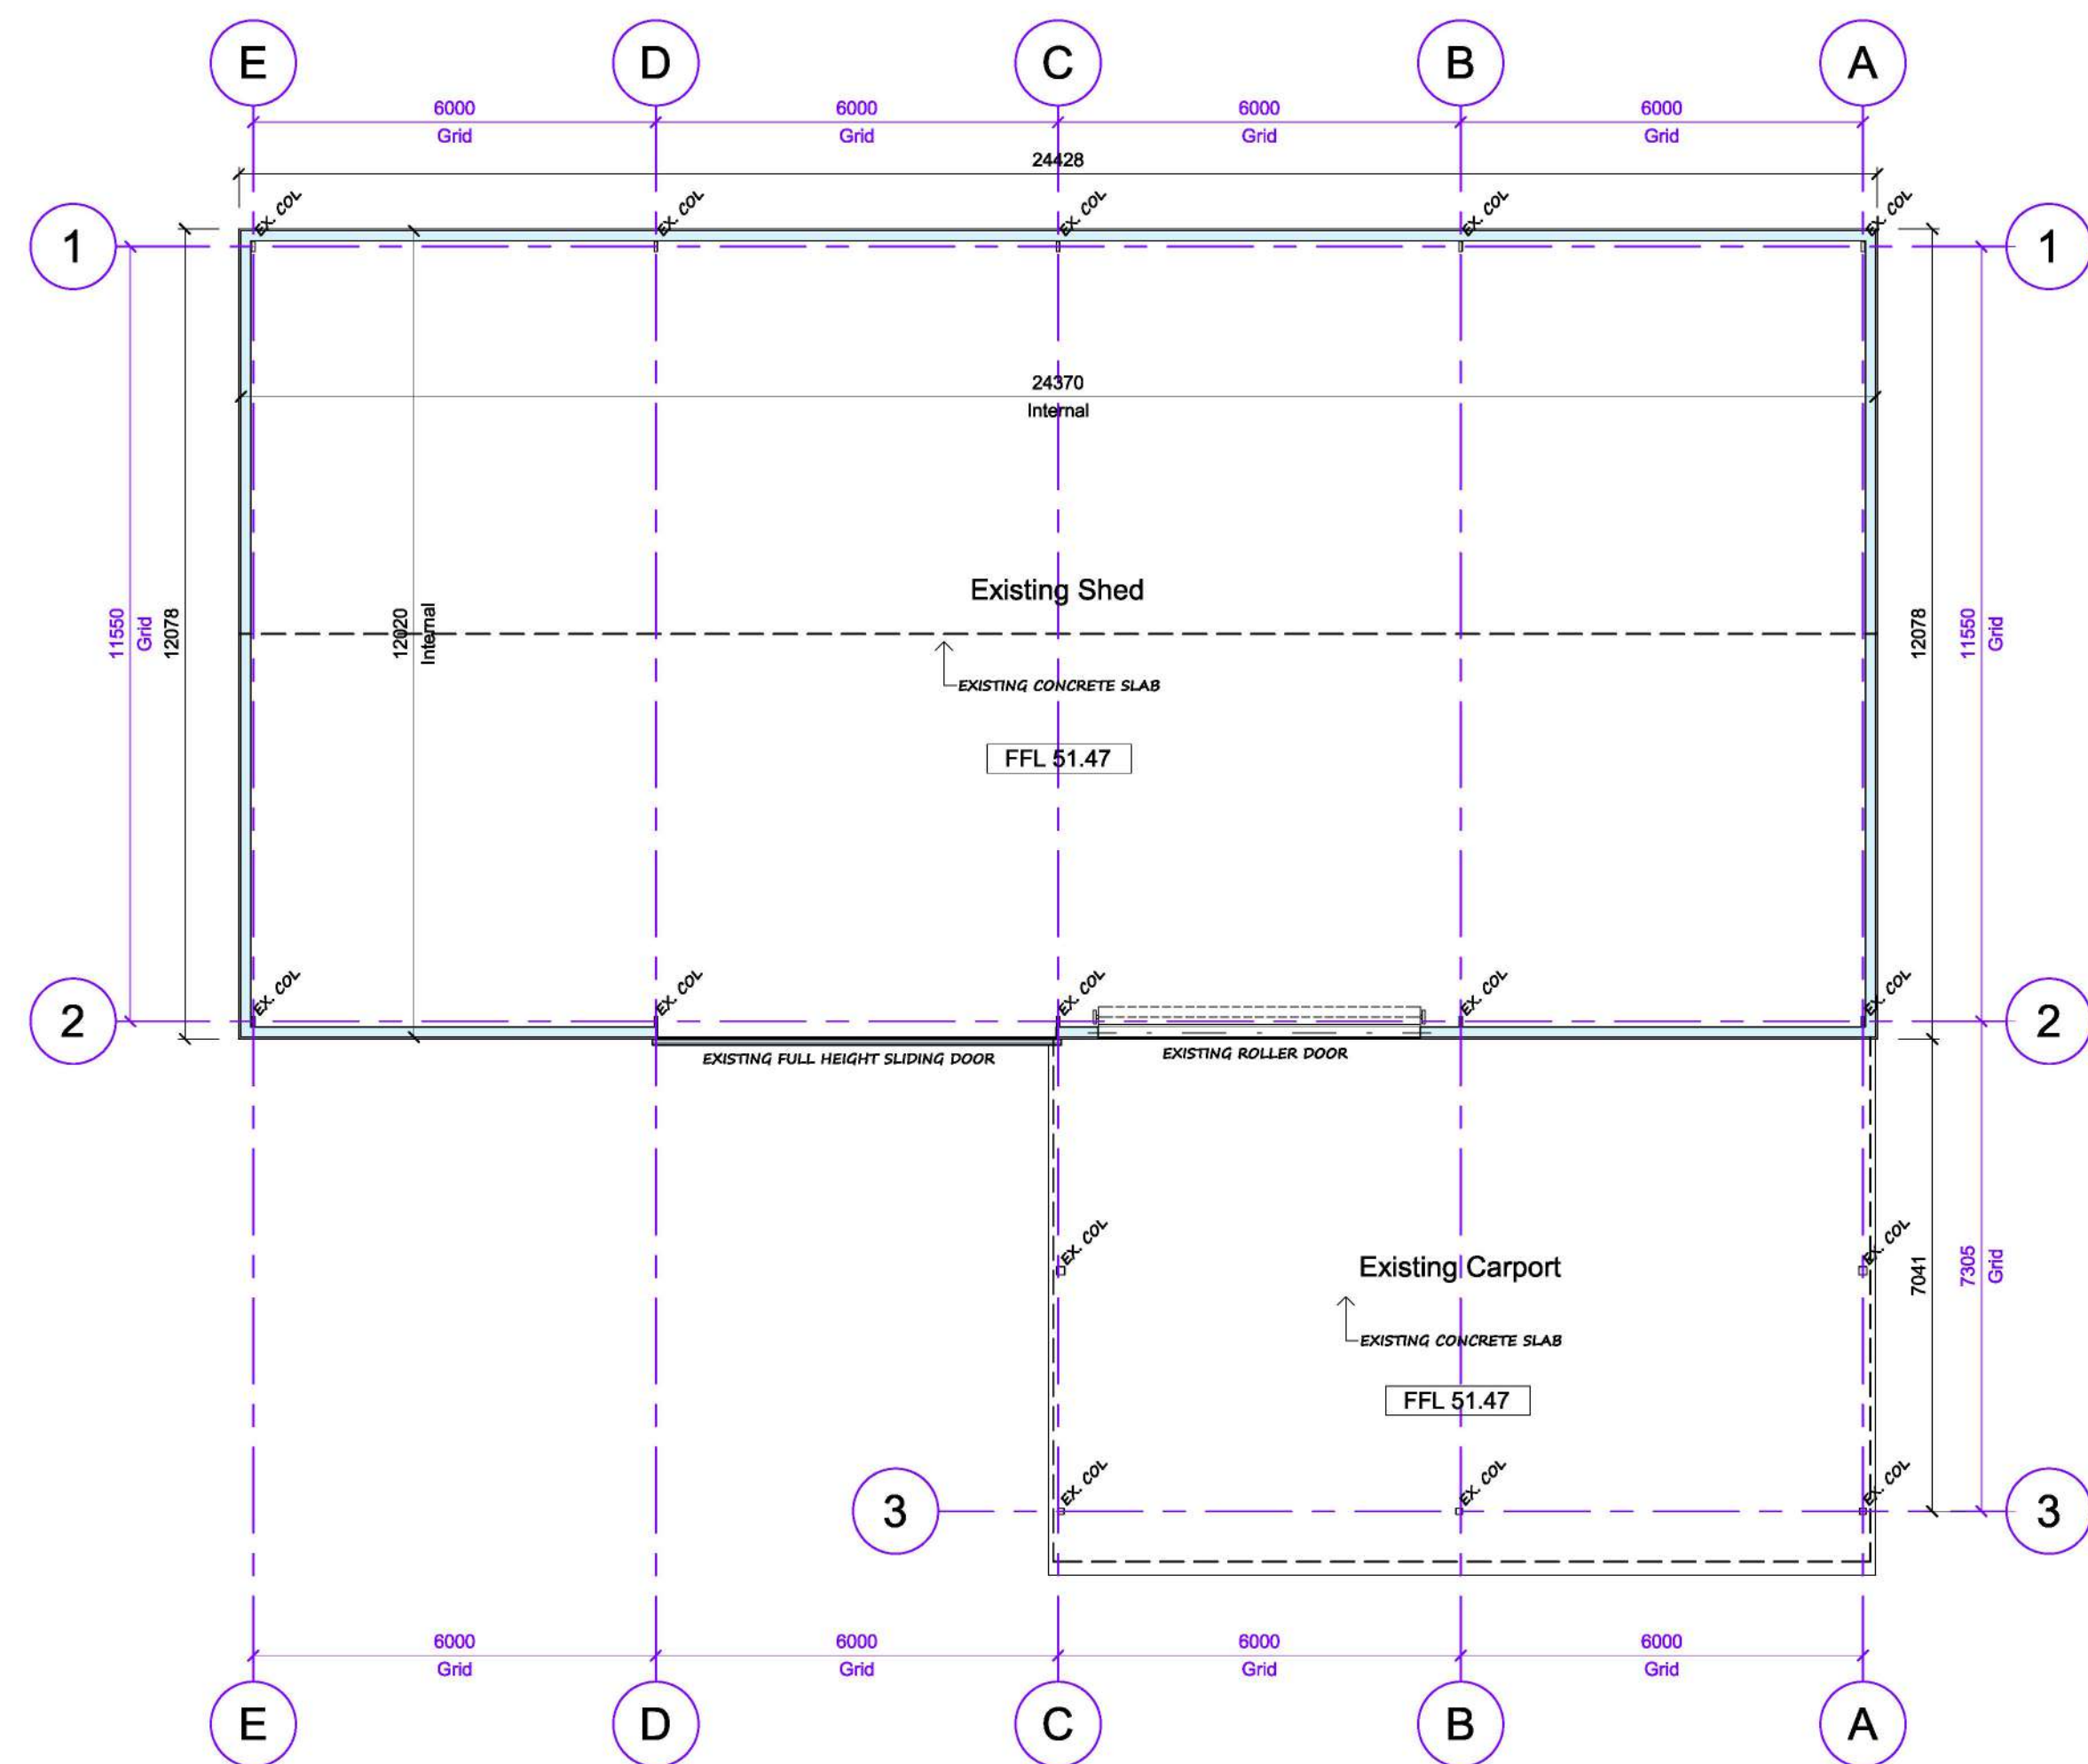 E
D
C
B
A
6000
Grid
6000
Grid
6000
Grid
6000
Grid
24428
EX. COL
EX. COL
EX. COL
EX. COL
EX. COL
1
1
24370
Internal
11550
Grid
12078
12020
Internal
Existing Shed
EXISTING CONCRETE SLAB
FFL 51.47
12078
11550
Grid
EX. COL
EX. COL
EX. COL
EX. COL
EX. COL
2
2
EXISTING FULL HEIGHT SLIDING DOOR
EXISTING ROLLER DOOR
EX. COL
EX. COL
Existing Carport
EXISTING CONCRETE SLAB
FFL 51.47
7041
7305
Grid
EX. COL
EX. COL
EX. COL
3
3
6000
Grid
6000
Grid
6000
Grid
6000
Grid
E
D
C
B
A